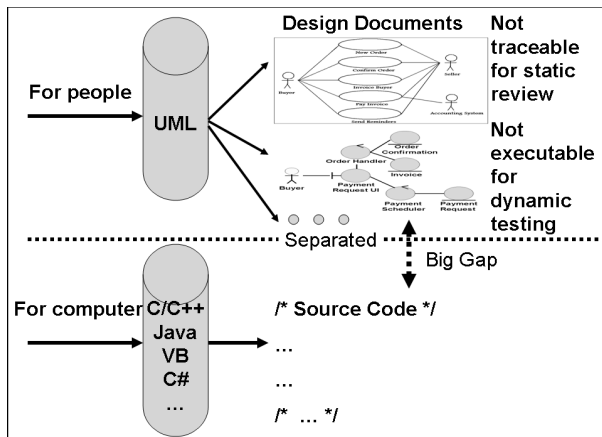 Design Documents
Not
traceable
for static
review
For people
UML
New Order
Confirm Order
Invoice Buyer
Pay Invoice
Send Reminders
Buyer
Seller
Accounting System
Not
executable
for
dynamic
testing
Order
Confirmation
Order Handler
Invoice
Buyer
Payment
Request UI
Payment
Scheduler
Payment
Request
Separated
Big Gap
For computer
C/C++
Java
VB
C#
...
/* Source Code */
...
...
/* ... */